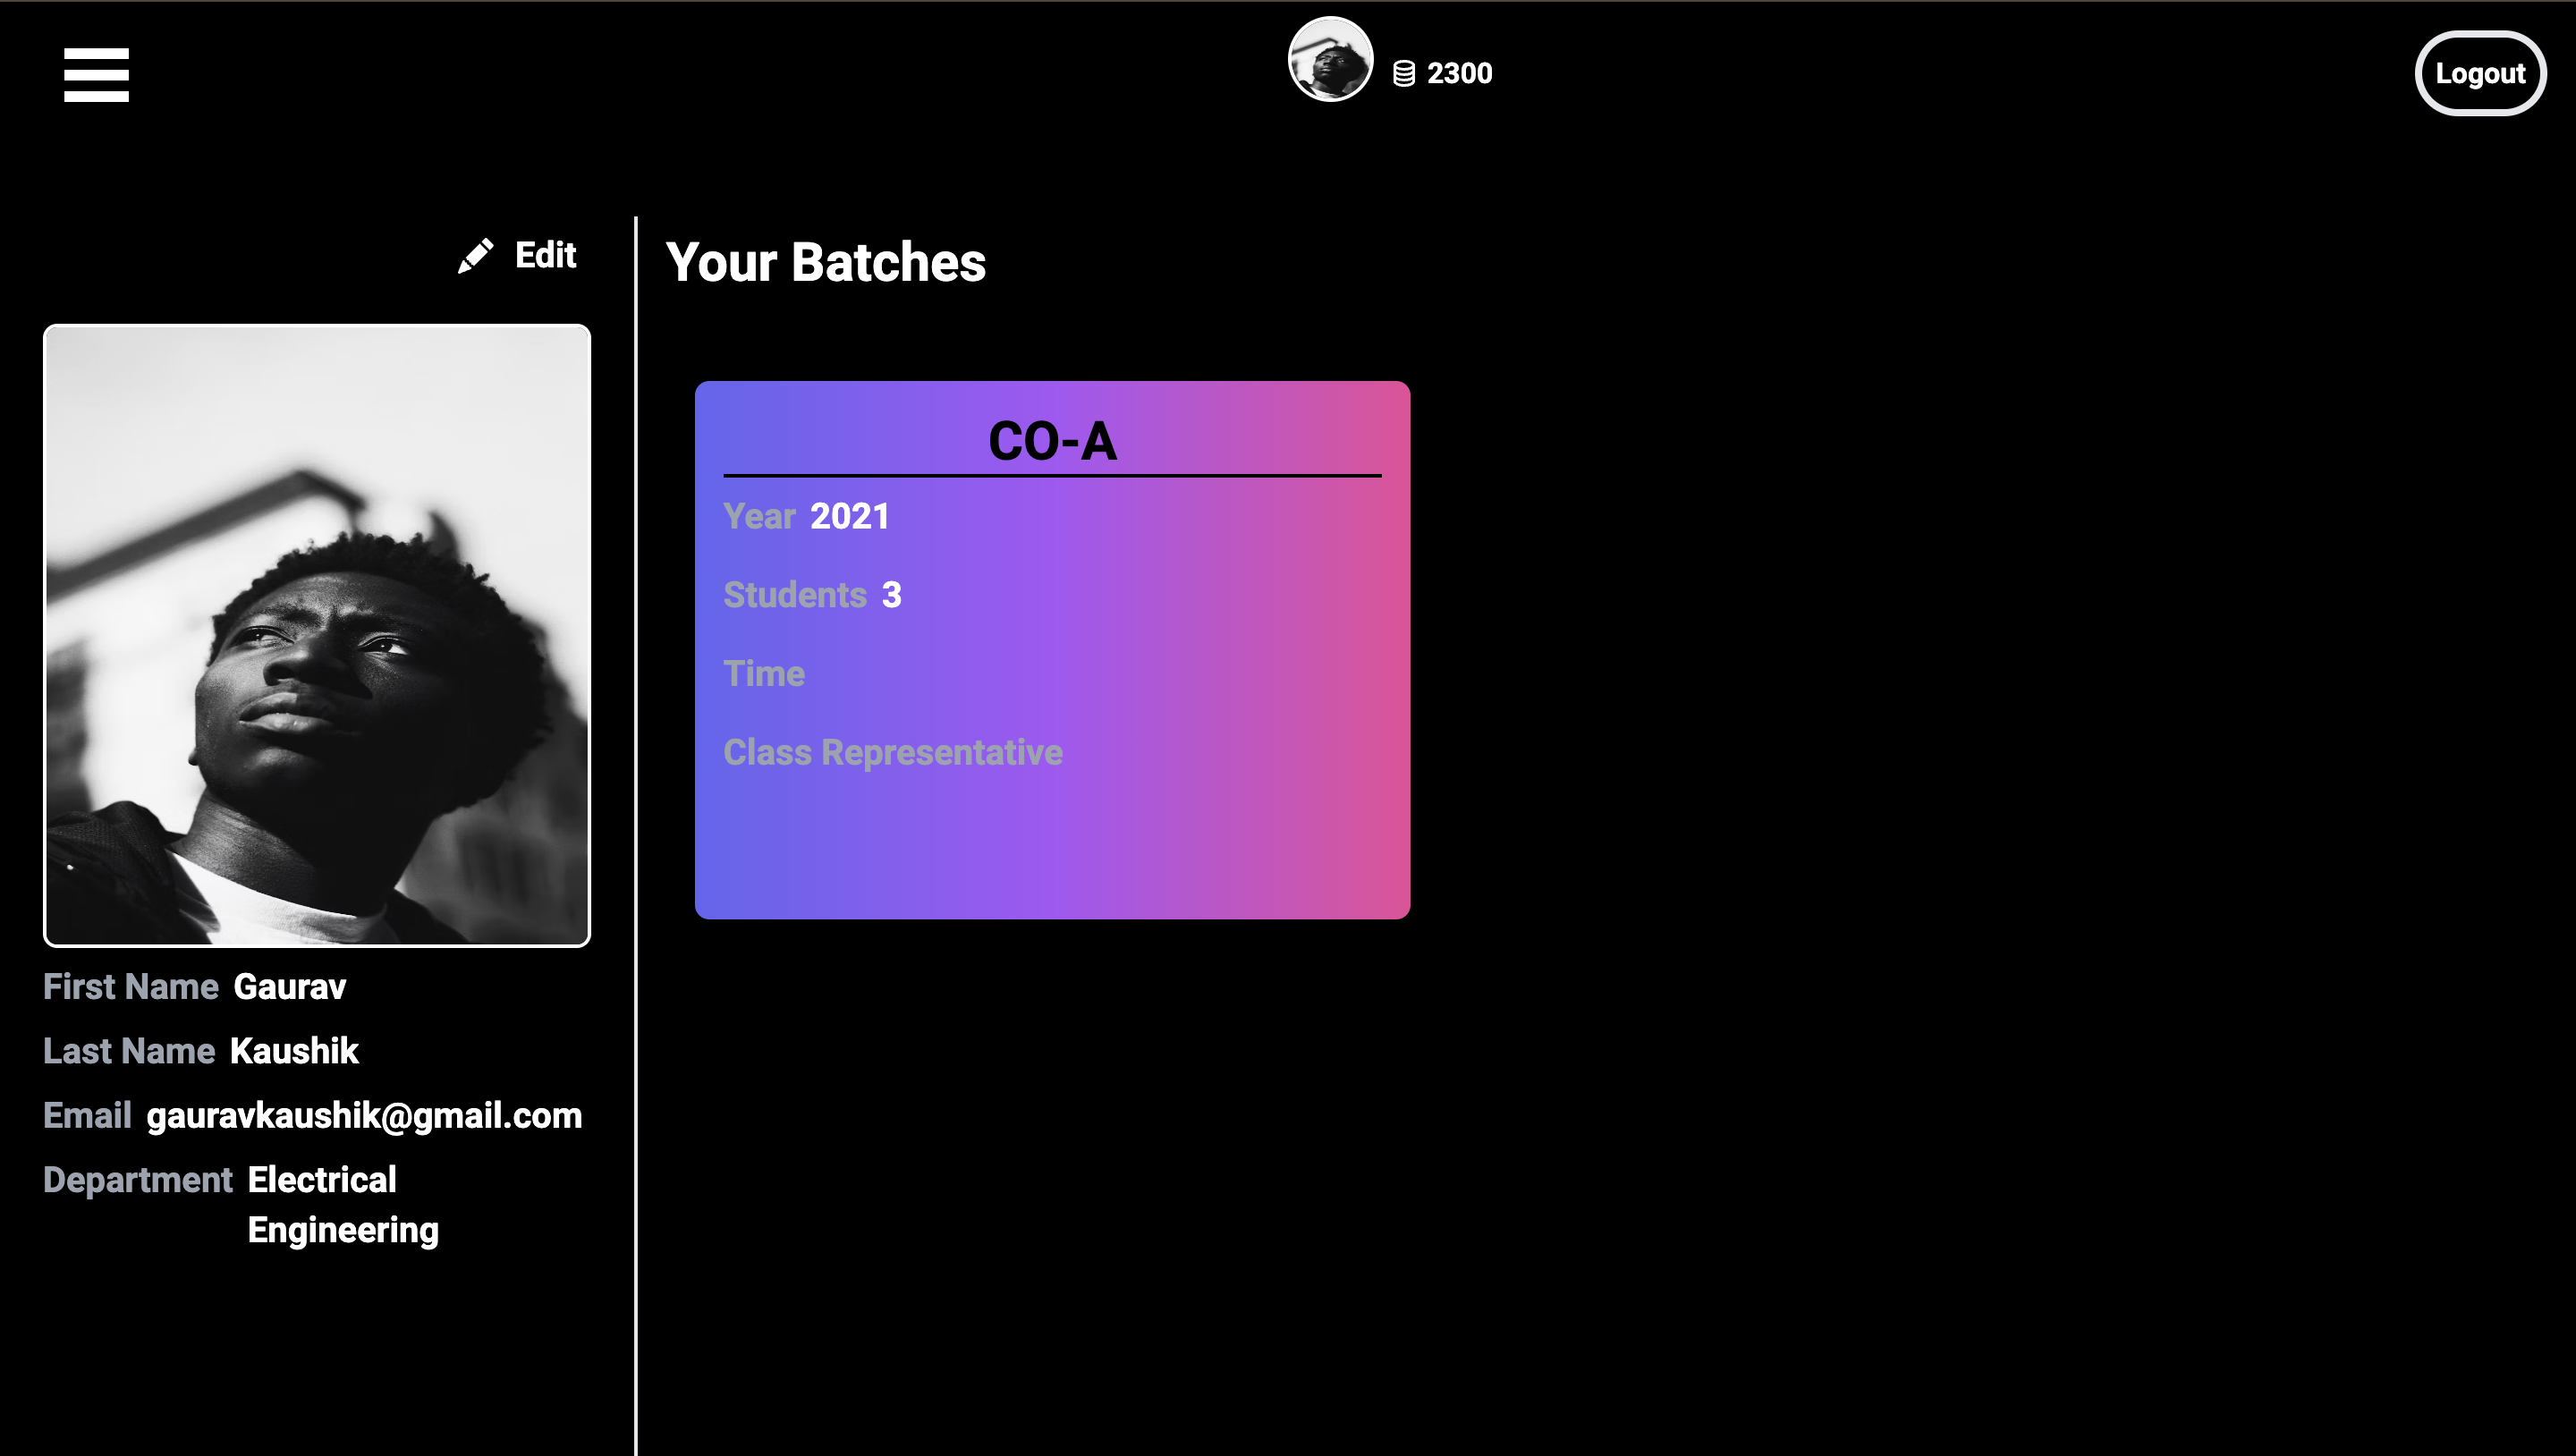 2300
Logout
Edit
Your Batches
CO-A
Year 2021
Students 3
Time
Class Representative
First Name Gaurav
Last Name Kaushik
Email gauravkaushik@gmail.com
Department Electrical
Engineering